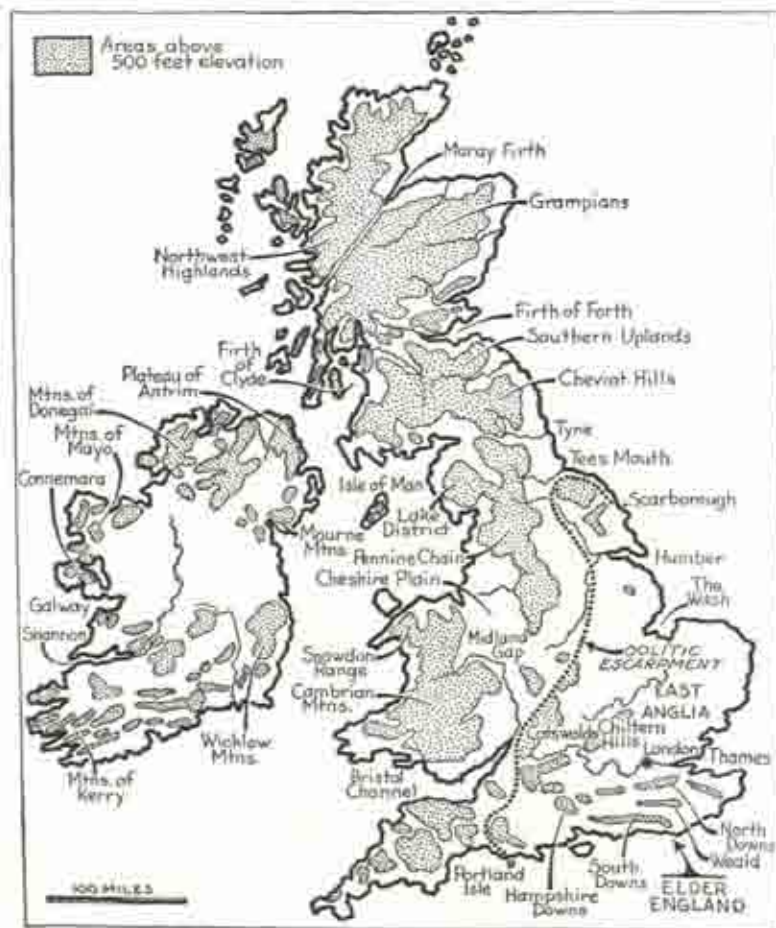 Areas above
500 feet elevation
Moray Firth
Grampians
Northwest
Highlands
Firth of Forth
Southern Uplands
Firth
of
Clyde
Cheviot Hills
Plateau of
Antrim
Mtns. of
Donegal
Mtns. of
Mayo
Connemara
Tyne
Tees Mouth
Isle of Man
Lake
District
Scarborough
Mourne
Mtns.
Pennine Chain
Cheshire Plain
Humber
The
Wash
Galway
Shannon
Midland
Gap
OOLITIC
ESCARPMENT
Snowdon
Range
Cambrian
Mtns.
EAST
ANGLIA
Cotswolds
Chiltern
Hills
London
Thames
Wicklow
Mtns.
Mtns. of
Kerry
Bristol
Channel
North
Downs
Weald
Portland
Isle
Hampshire
Downs
South
Downs
ELDER
ENGLAND
100 MILES